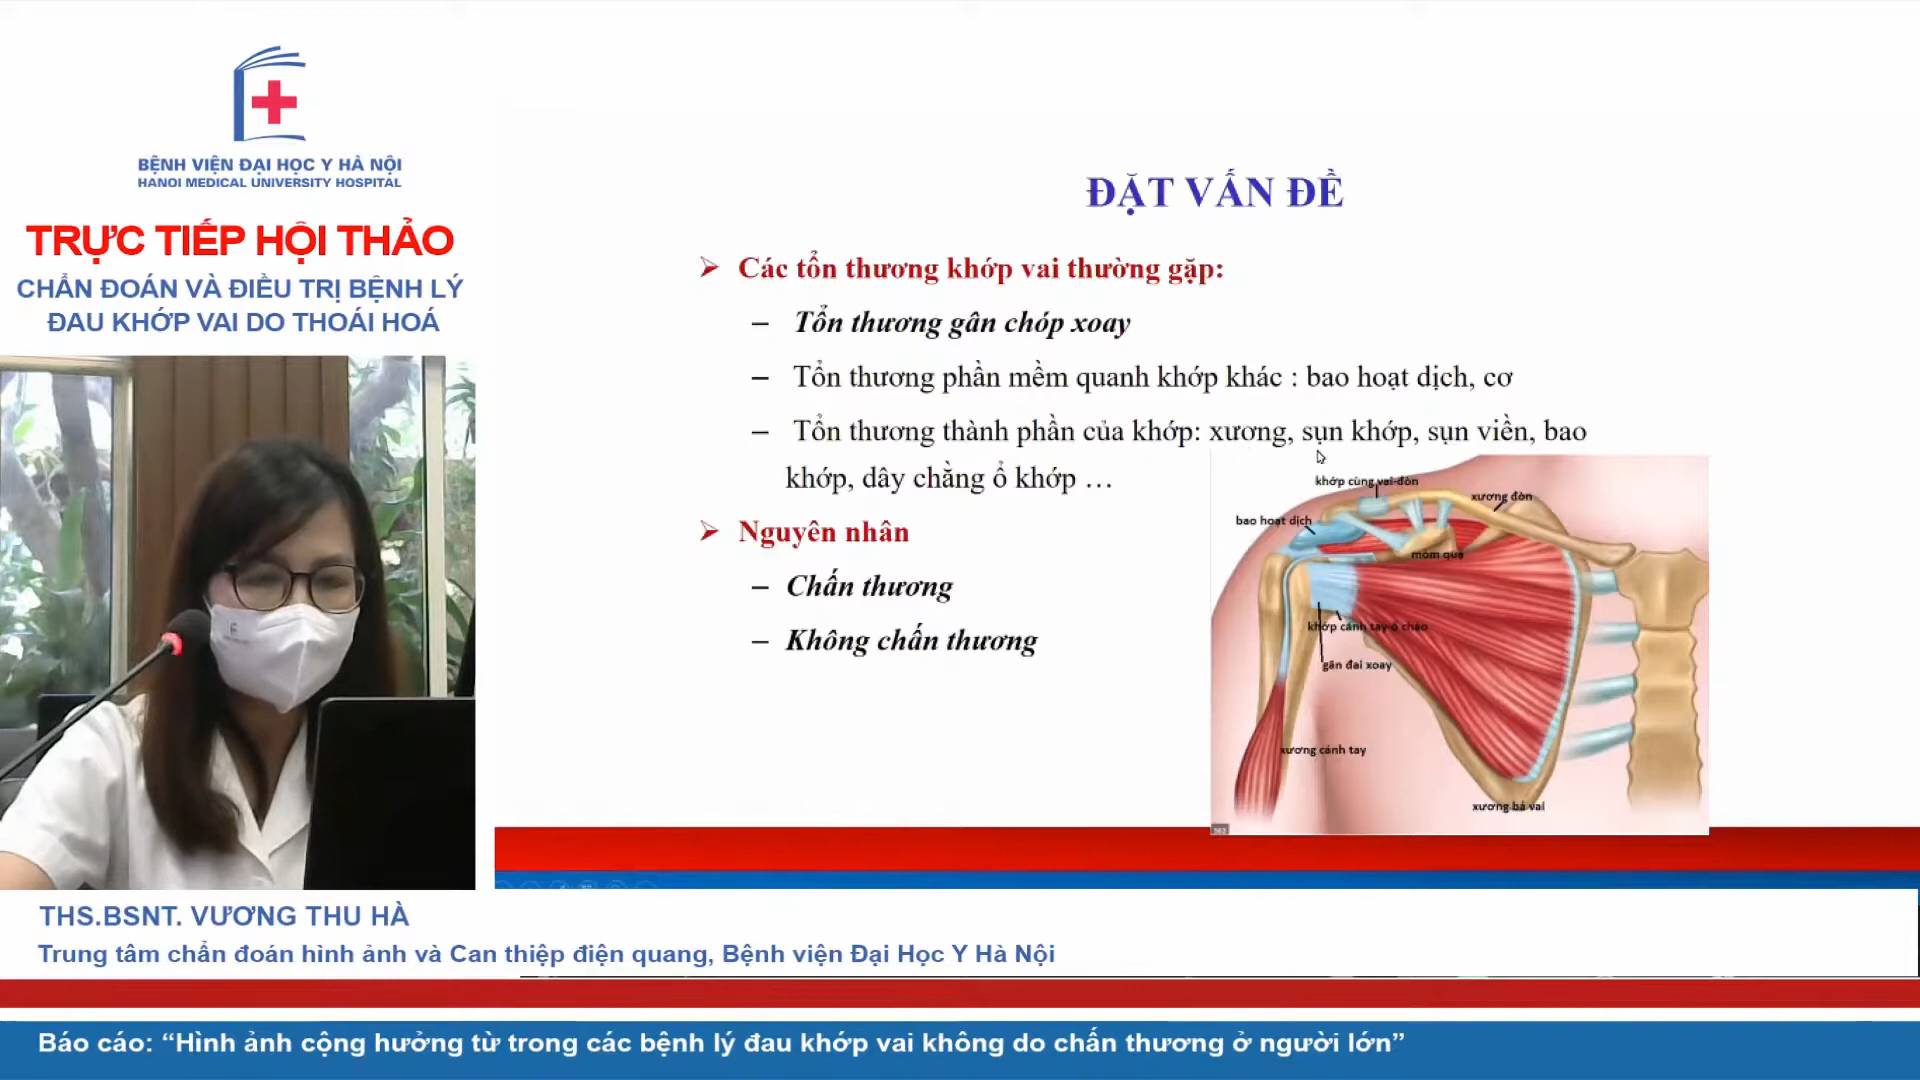 BỆNH VIỆN ĐẠI HỌC Y HÀ NỘI
HANOI MEDICAL UNIVERSITY HOSPITAL
TRỰC TIẾP HỘI THẢO
CHẨN ĐOÁN VÀ ĐIỀU TRỊ BỆNH LÝ
ĐAU KHỚP VAI DO THOÁI HOÁ
ĐẶT VẤN ĐỀ
Các tổn thương khớp vai thường gặp:
– Tổn thương gân chóp xoay
– Tổn thương phần mềm quanh khớp khác : bao hoạt dịch, cơ
– Tổn thương thành phần của khớp: xương, sụn khớp, sụn viền, bao
khớp, dây chằng ổ khớp …
Nguyên nhân
– Chấn thương
– Không chấn thương
khớp cùng vai-đòn
xương đòn
bao hoạt dịch
mỏm quạ
khớp cánh tay-ổ chảo
gân đai xoay
xương cánh tay
xương bả vai
THS.BSNT. VƯƠNG THU HÀ
Trung tâm chẩn đoán hình ảnh và Can thiệp điện quang, Bệnh viện Đại Học Y Hà Nội
Báo cáo: “Hình ảnh cộng hưởng từ trong các bệnh lý đau khớp vai không do chấn thương ở người lớn”